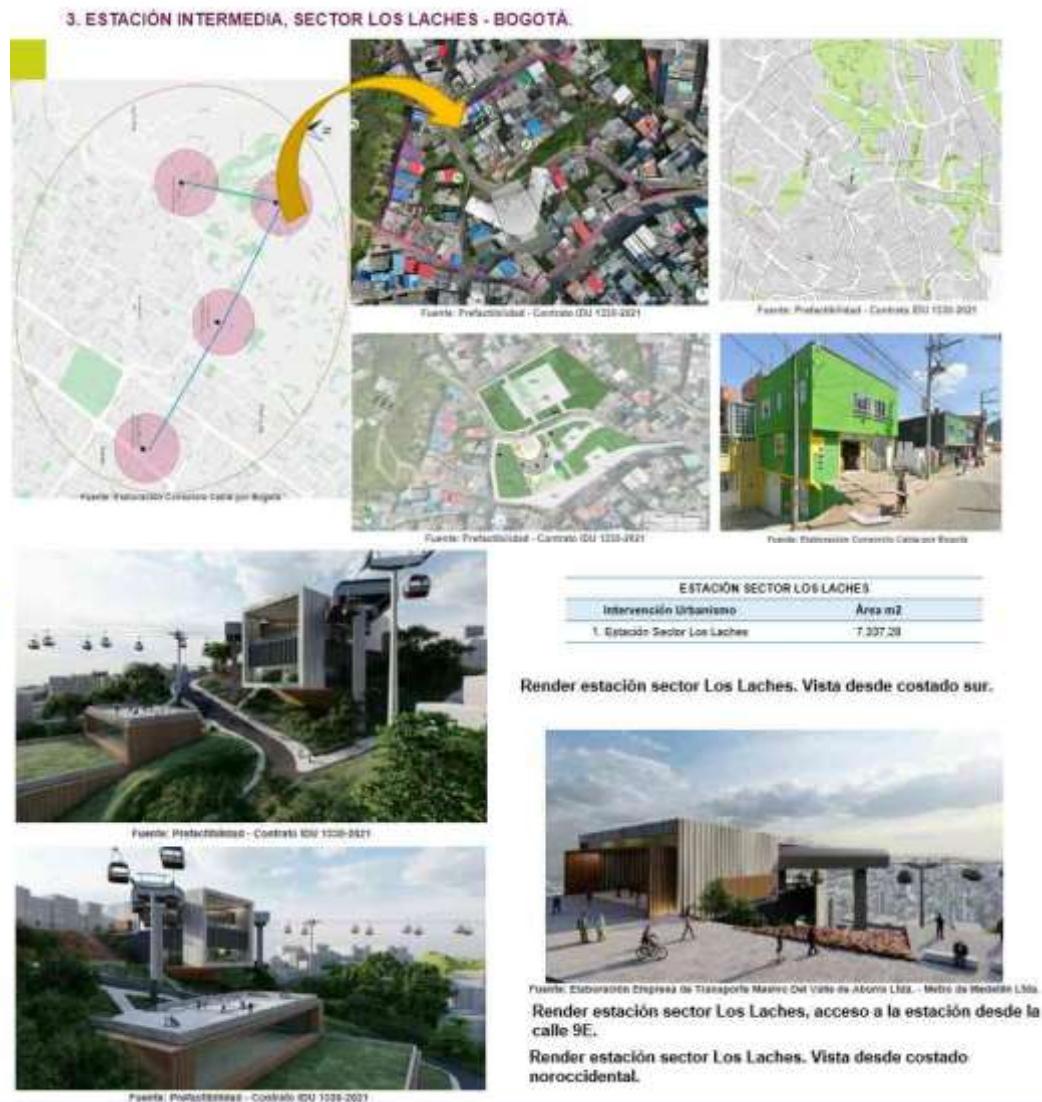 3. ESTACIÓN INTERMEDIA, SECTOR LOS LACHES - BOGOTÀ.
Fuente: Prefactibilidad - Contrato IDU 1330-2021
Fuente: Prefactibilidad - Contrato IDU 1330-2021
Fuente: Elaboración Consorcio Cable por Bogotá
Fuente: Prefactibilidad - Contrato IDU 1330-2021
Fuente: Elaboración Consorcio Cable por Bogotá
ESTACIÓN SECTOR LOS LACHES
Intervención Urbanismo Área m2
1. Estación Sector Los Laches
Render estación sector Los Laches. Vista desde costado sur.
Fuente: Prefactibilidad - Contrato IDU 1330-2021
Fuente: Elaboración Empresa de Transporte Masivo Del Valle de Aburra Ltda. - Metro de Medellín Ltda.
Render estación sector Los Laches, acceso a la estación desde la
calle 9E.
Render estación sector Los Laches. Vista desde costado
noroccidental.
Fuente: Prefactibilidad - Contrato IDU 1330-2021